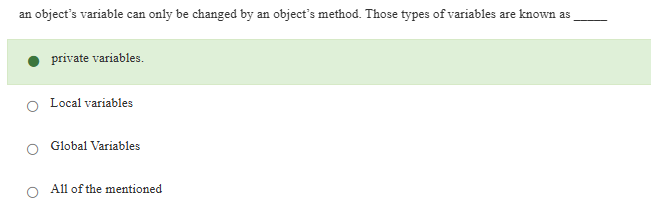 an object's variable can only be changed by an object's method. Those types of variables are known as _____
private variables.
Local variables
Global Variables
All of the mentioned